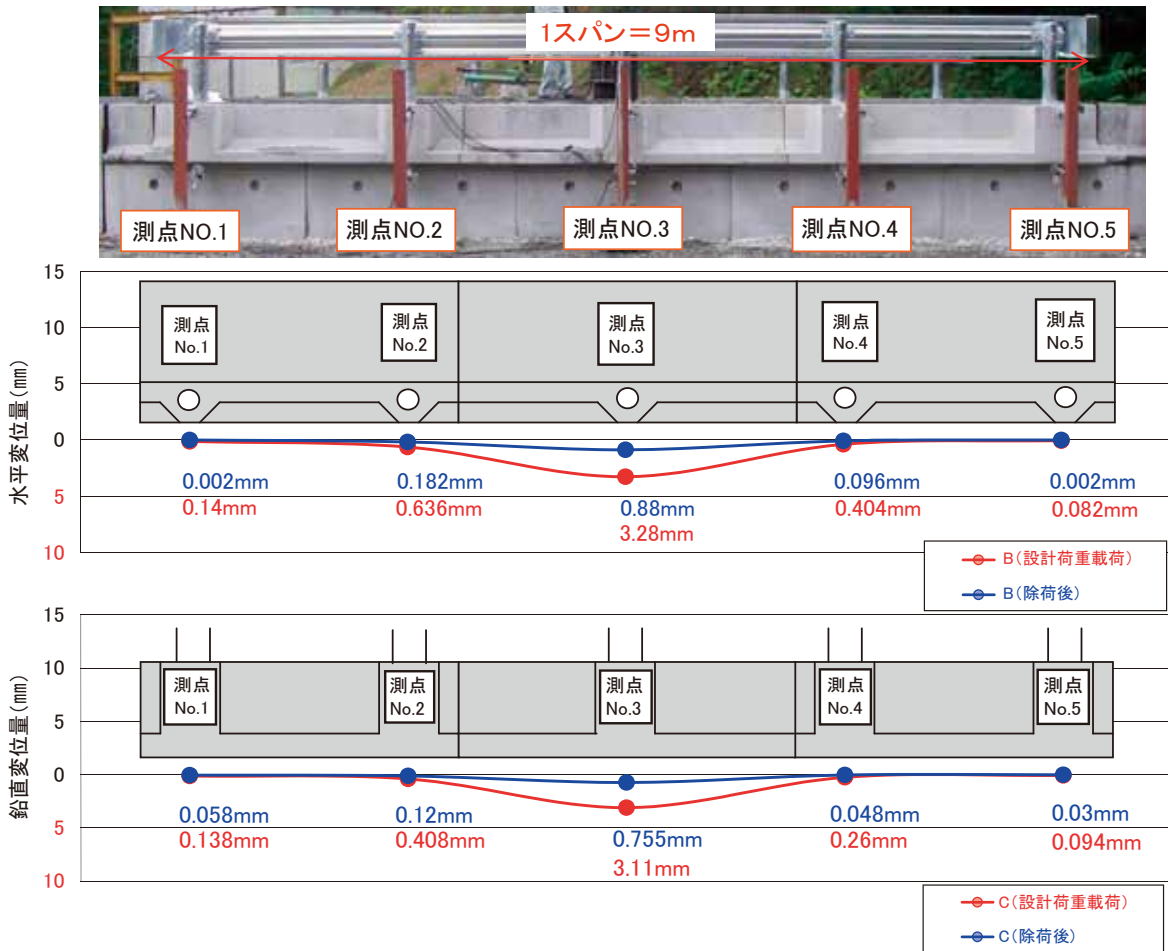 1スパン=9m
測点NO.1
測点NO.2
測点NO.3
測点NO.4
測点NO.5
水平変位量(mm)
15
10
5
0
5
10
測点
No.1
測点
No.2
測点
No.3
測点
No.4
測点
No.5
0.002mm
0.14mm
0.182mm
0.636mm
0.88mm
3.28mm
0.096mm
0.404mm
0.002mm
0.082mm
B(設計荷重載荷)
B(除荷後)
鉛直変位量(mm)
15
10
5
0
5
10
測点
No.1
測点
No.2
測点
No.3
測点
No.4
測点
No.5
0.058mm
0.138mm
0.12mm
0.408mm
0.755mm
3.11mm
0.048mm
0.26mm
0.03mm
0.094mm
C(設計荷重載荷)
C(除荷後)